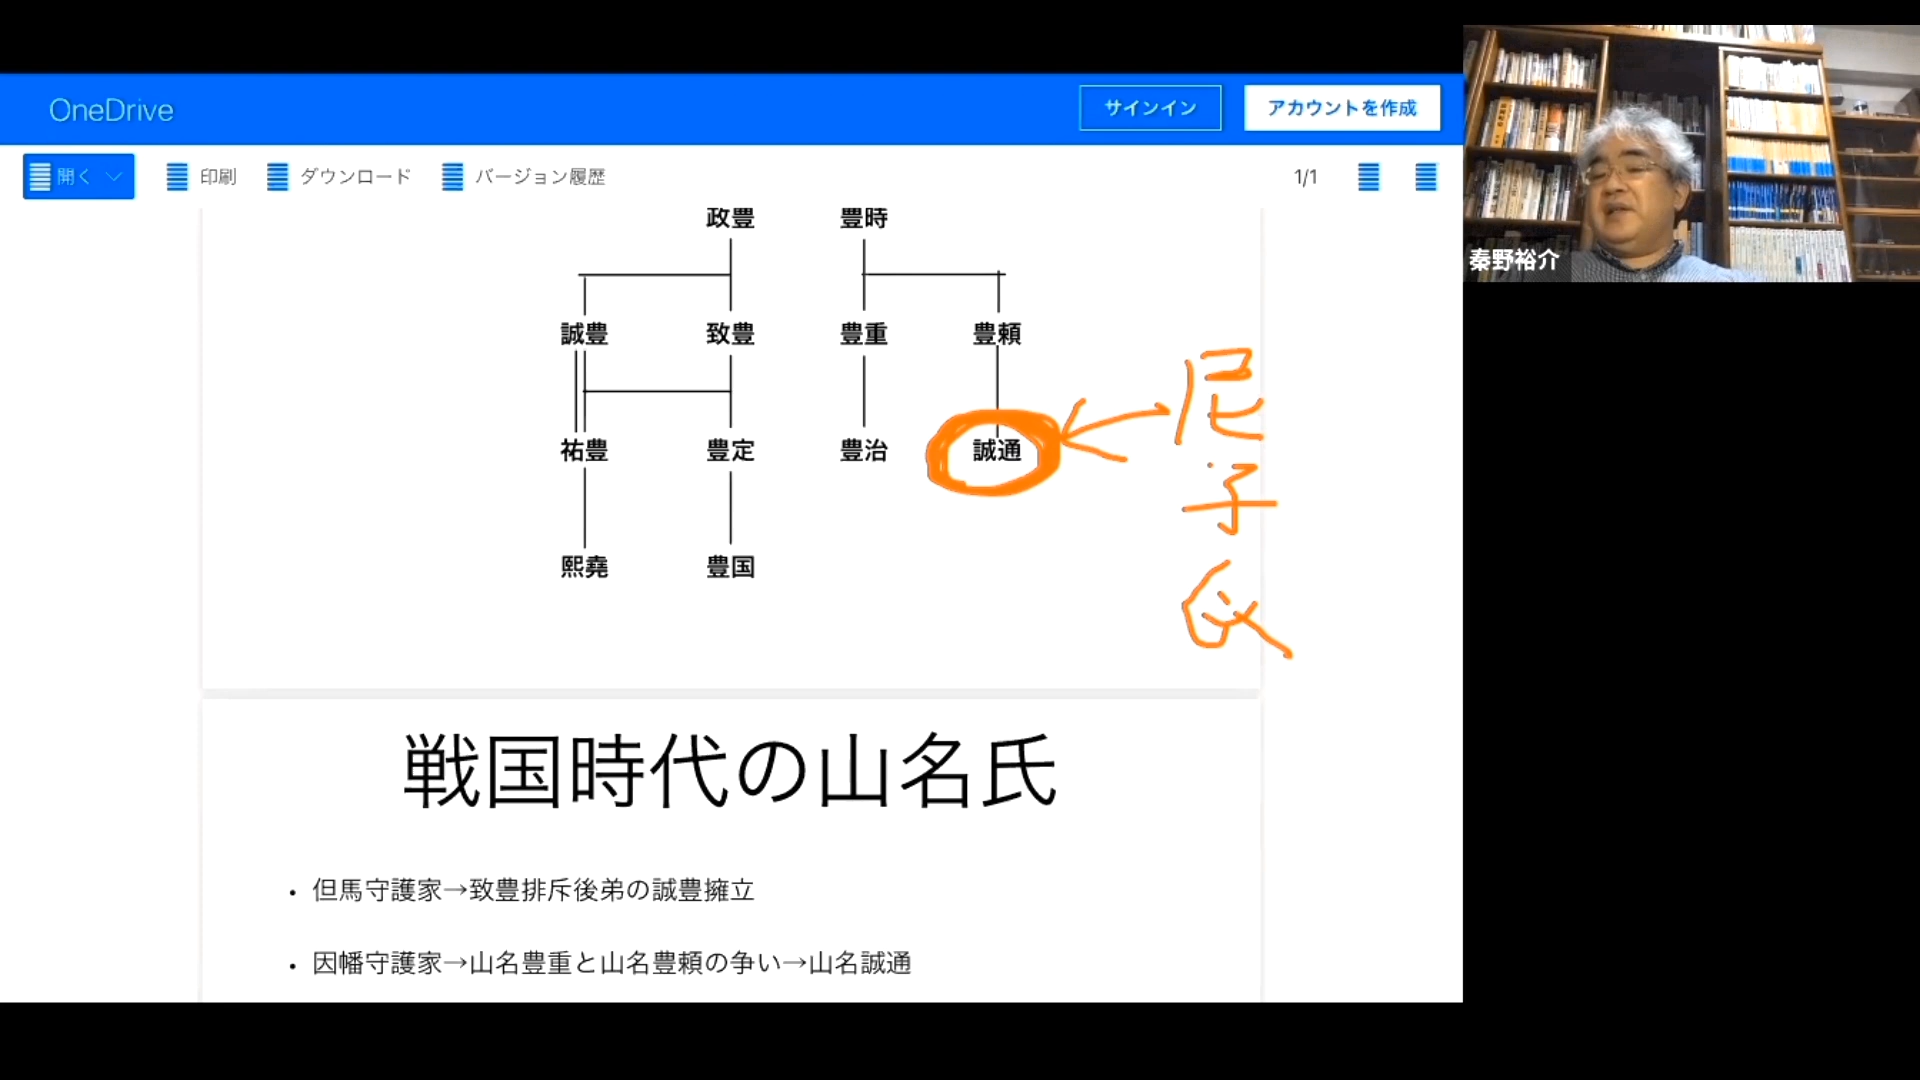 OneDrive
サインイン
アカウントを作成
開く
印刷
ダウンロード
バージョン履歴
1/1
秦野裕介
政豊
豊時
誠豊
致豊
豊重
豊頼
祐豊
豊定
豊治
誠通
熙堯
豊国
尼子氏
戦国時代の山名氏
• 但馬守護家→致豊排斥後弟の誠豊擁立
• 因幡守護家→山名豊重と山名豊頼の争い→山名誠通